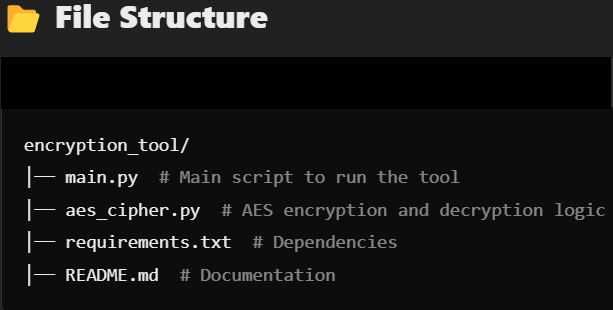 File Structure
encryption_tool/
│── main.py  # Main script to run the tool
│── aes_cipher.py  # AES encryption and decryption logic
│── requirements.txt  # Dependencies
│── README.md  # Documentation